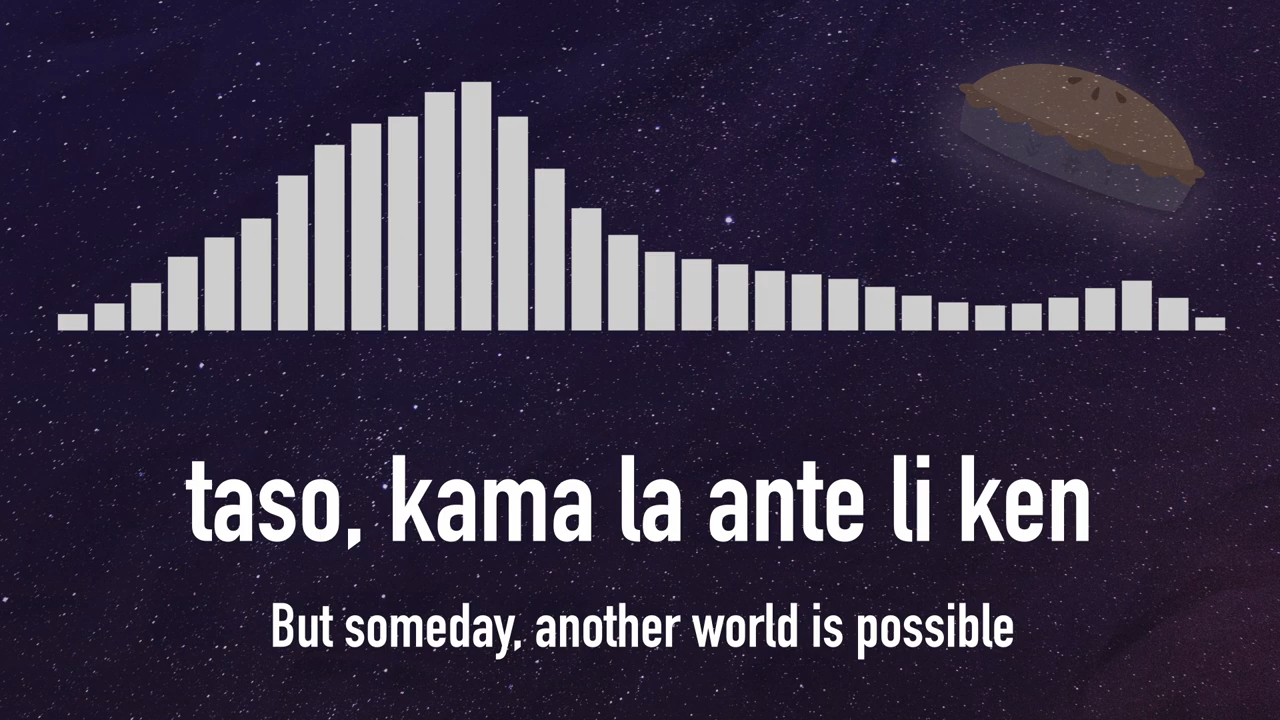 taso, kama la ante li ken
But someday, another world is possible